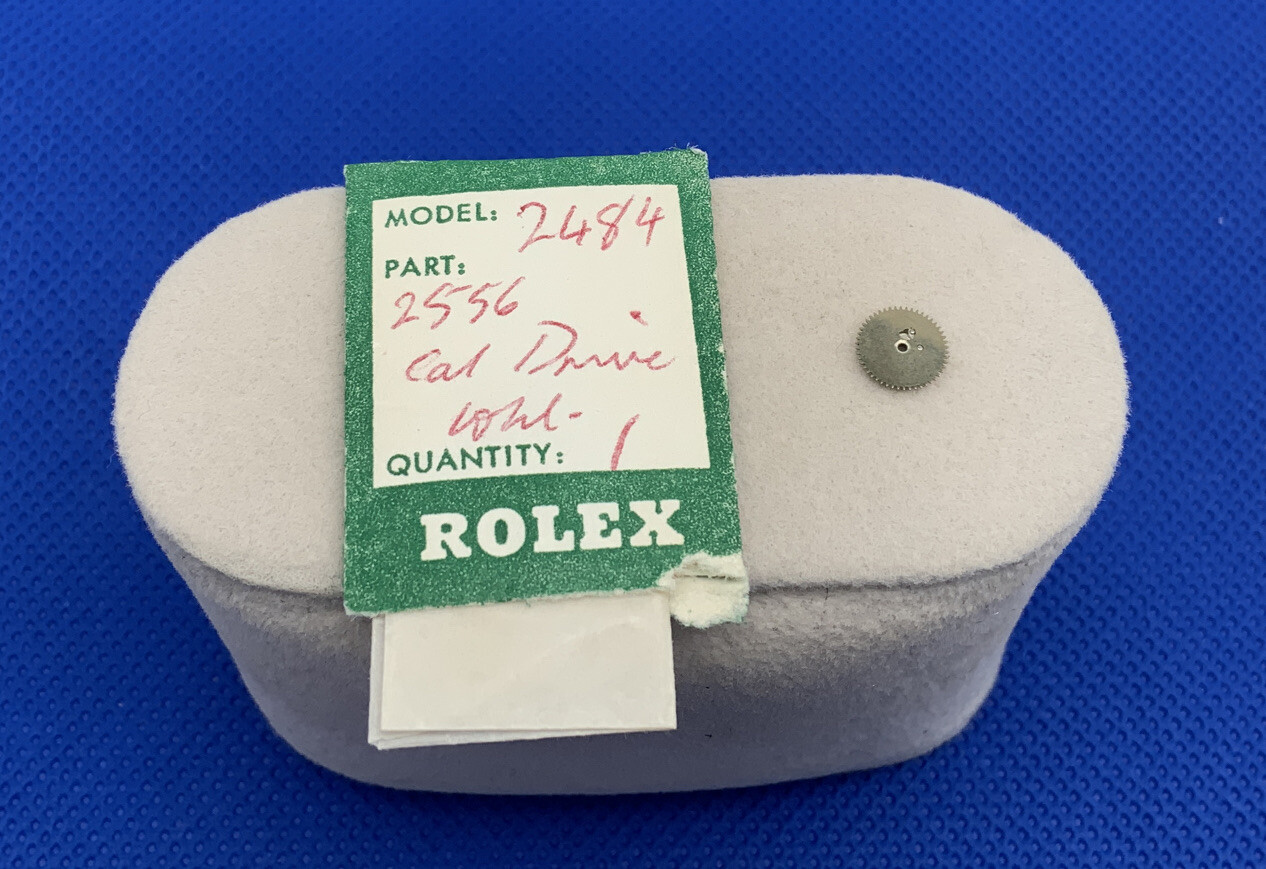 MODEL: 2484
PART:
2556
Cal Drive
whl-
QUANTITY: 1
ROLEX